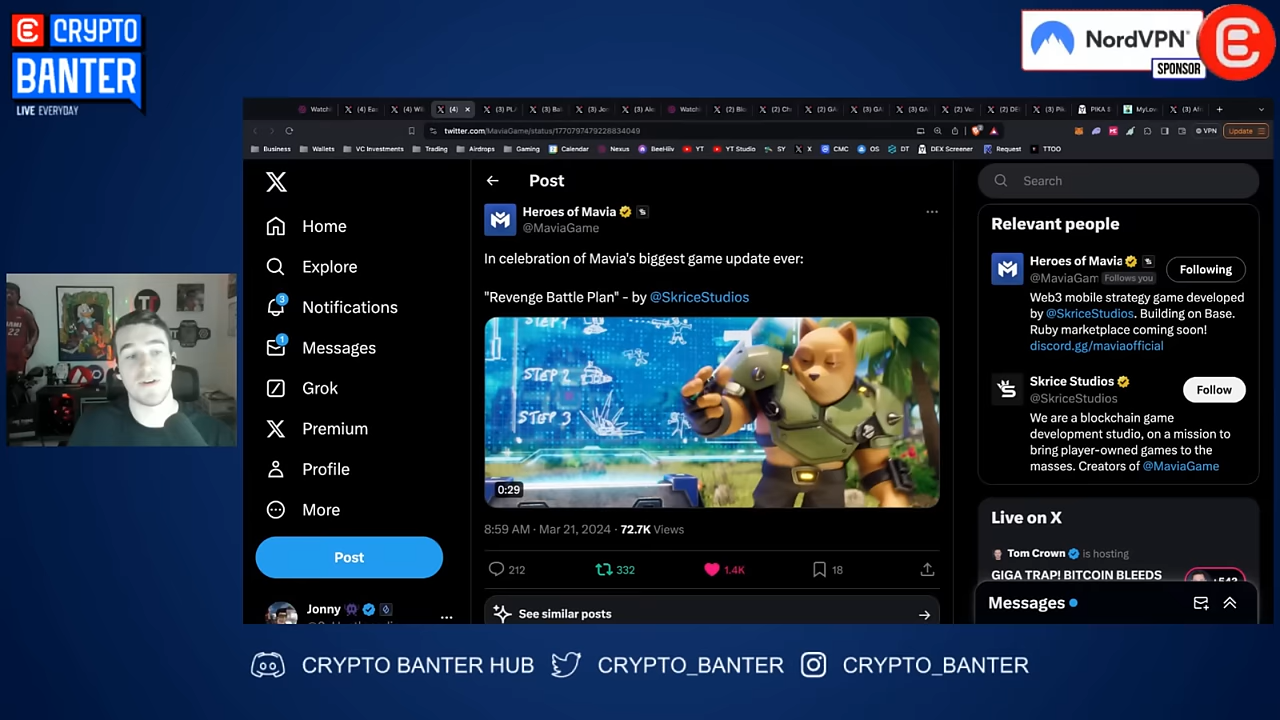 CRYPTO
BANTER
LIVE EVERYDAY
NordVPN
SPONSOR
twitter.com/MaviaGame/status/1770797479228834049
VPN
Update
Business
Wallets
VC Investments
Trading
Airdrops
Gaming
Calendar
Nexus
BeeHiiv
YT
YT Studio
SY
X
CMC
OS
DT
DEX Screener
Request
TTOO
Home
Explore
3
Notifications
1
Messages
Grok
Premium
Profile
More
Post
Jonny
Post
Heroes of Mavia
@MaviaGame
In celebration of Mavia's biggest game update ever:
"Revenge Battle Plan" - by @SkriceStudios
STEP 2
STEP 3
0:29
8:59 AM · Mar 21, 2024 · 72.7K Views
212
332
1.4K
18
See similar posts
Search
Relevant people
Heroes of Mavia
@MaviaGam Follows you
Following
Web3 mobile strategy game developed
by @SkriceStudios. Building on Base.
Ruby marketplace coming soon!
discord.gg/maviaofficial
Skrice Studios
@SkriceStudios
Follow
We are a blockchain game
development studio, on a mission to
bring player-owned games to the
masses. Creators of @MaviaGame
Live on X
Tom Crown is hosting
GIGA TRAP! BITCOIN BLEEDS
Messages
CRYPTO BANTER HUB
CRYPTO_BANTER
CRYPTO_BANTER